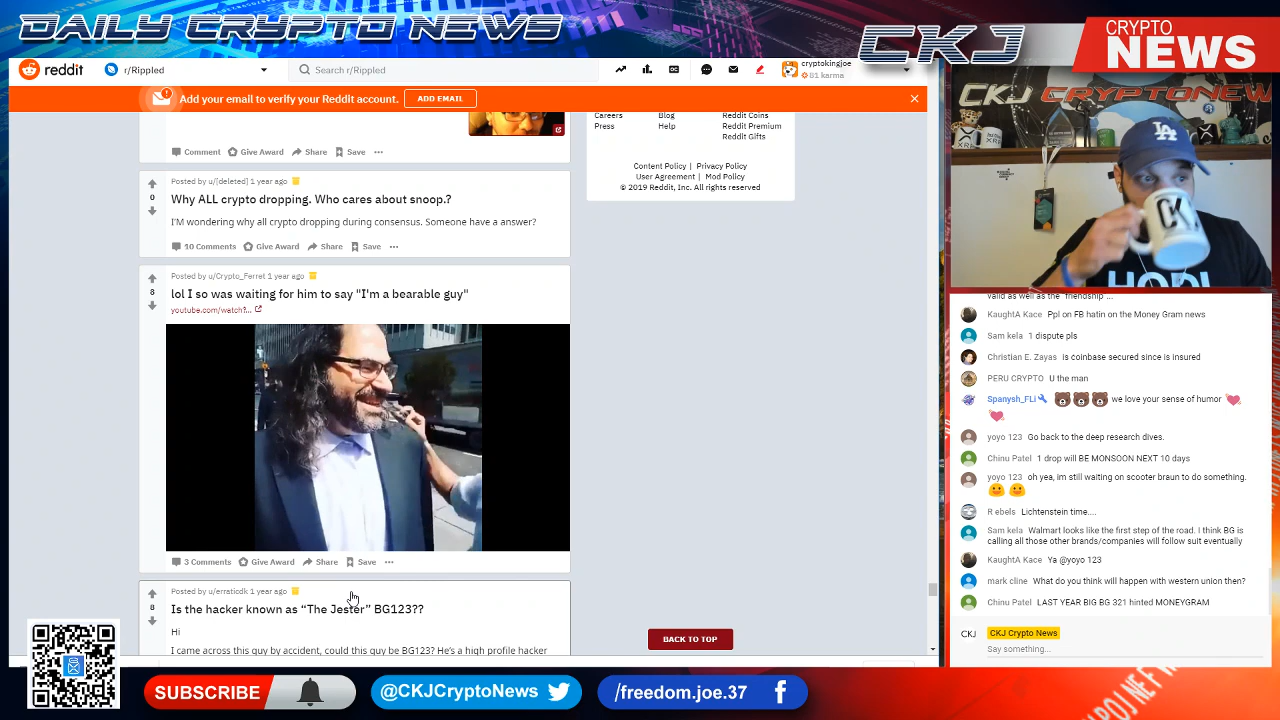 DAILY CRYPTO NEWS
CKJ
CRYPTO
NEWS
reddit
r/Rippled
Search r/Rippled
cryptokingjoe
81 karma
Add your email to verify your Reddit account.
ADD EMAIL
Careers
Blog
Reddit Coins
Press
Help
Reddit Premium
Reddit Gifts
Content Policy | Privacy Policy
User Agreement | Mod Policy
© 2019 Reddit, Inc. All rights reserved
Comment
Give Award
Share
Save
Posted by u/[deleted] 1 year ago
0
Why ALL crypto dropping. Who cares about snoop.?
I'M wondering why all crypto dropping during consensus. Someone have a answer?
10 Comments
Give Award
Share
Save
Posted by u/Crypto_Ferret 1 year ago
8
lol I so was waiting for him to say "I'm a bearable guy"
youtube.com/watch?...
3 Comments
Give Award
Share
Save
Posted by u/erraticdk 1 year ago
8
Is the hacker known as “The Jester” BG123??
Hi
I came across this guy by accident, could this guy be BG123? He's a high profile hacker
BACK TO TOP
CKJ CRYPTONEW
LA
CKJ
HODL
valid as well as the "friendship"...
KaughtA Kace Ppl on FB hatin on the Money Gram news
Sam kela 1 dispute pls
Christian E. Zayas is coinbase secured since is insured
PERU CRYPTO U the man
Spanysh_FLi we love your sense of humor
yoyo 123 Go back to the deep research dives.
Chinu Patel 1 drop will BE MONSOON NEXT 10 days
yoyo 123 oh yea, im still waiting on scooter braun to do something.
R ebels Lichtenstein time....
Sam kela Walmart looks like the first step of the road. I think BG is
calling all those other brands/companies will follow suit eventually
KaughtA Kace Ya @yoyo 123
mark cline What do you think will happen with western union then?
Chinu Patel LAST YEAR BIG BG 321 hinted MONEYGRAM
CKJ CKJ Crypto News
Say something...
SUBSCRIBE
@CKJCryptoNews
/freedom.joe.37